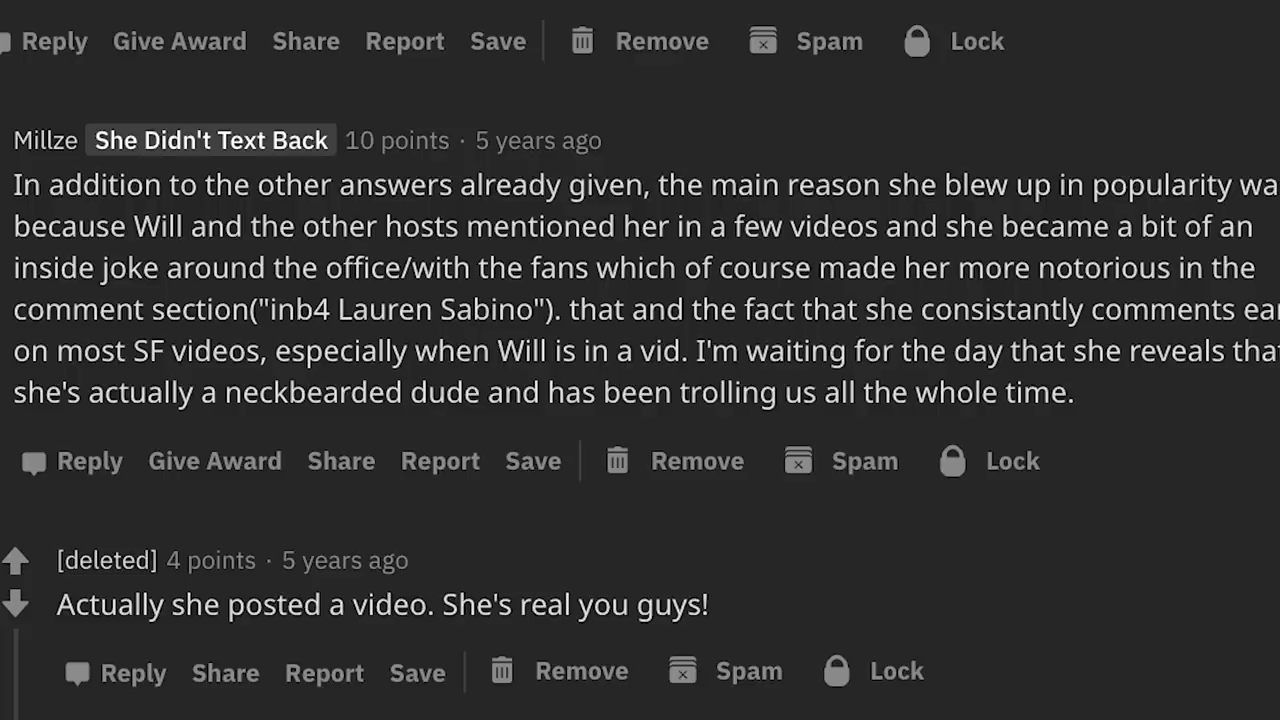 Reply Give Award Share Report Save Remove Spam Lock
Millze She Didn't Text Back 10 points · 5 years ago
In addition to the other answers already given, the main reason she blew up in popularity
because Will and the other hosts mentioned her in a few videos and she became a bit of an
inside joke around the office/with the fans which of course made her more notorious in the
comment section("inb4 Lauren Sabino"). that and the fact that she consistantly comments
on most SF videos, especially when Will is in a vid. I'm waiting for the day that she reveals
she's actually a neckbearded dude and has been trolling us all the whole time.
Reply Give Award Share Report Save Remove Spam Lock
[deleted] 4 points · 5 years ago
Actually she posted a video. She's real you guys!
Reply Share Report Save Remove Spam Lock